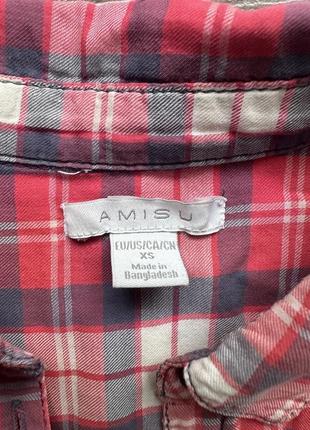 AMISU
EU/US/CA/CN
XS
Made in
Bangladesh